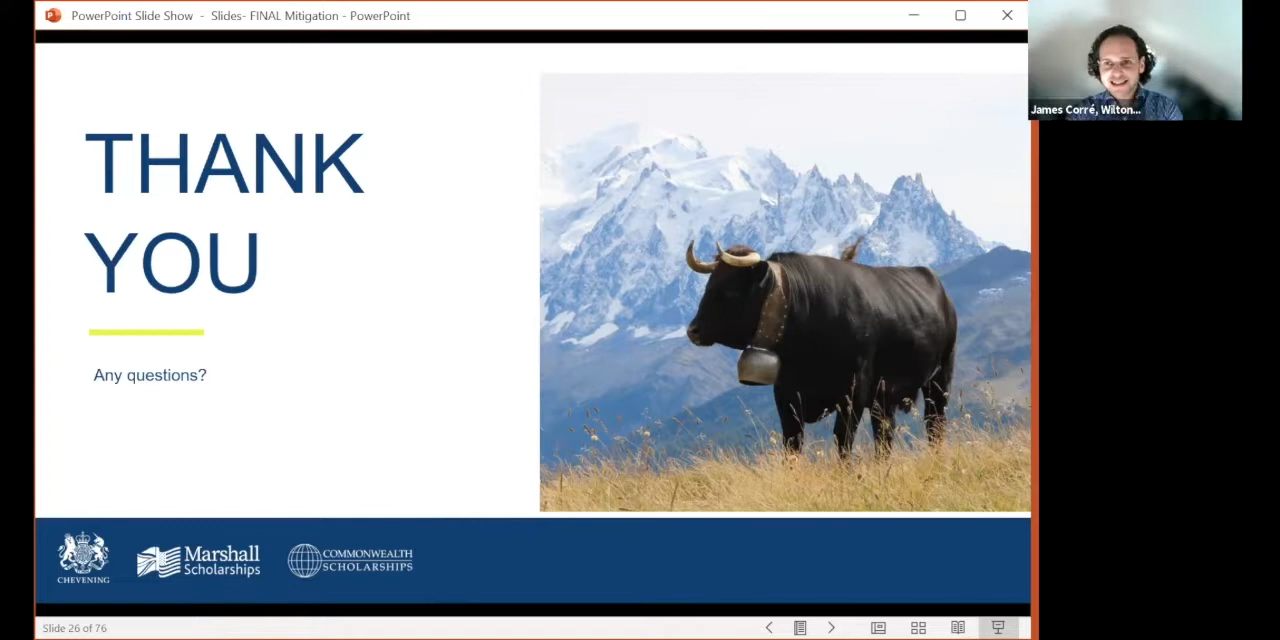 PowerPoint Slide Show - Slides- FINAL Mitigation - PowerPoint
James Corré, Wilton...
THANK
YOU
Any questions?
CHEVENING
Marshall
Scholarships
COMMONWEALTH
SCHOLARSHIPS
Slide 26 of 76